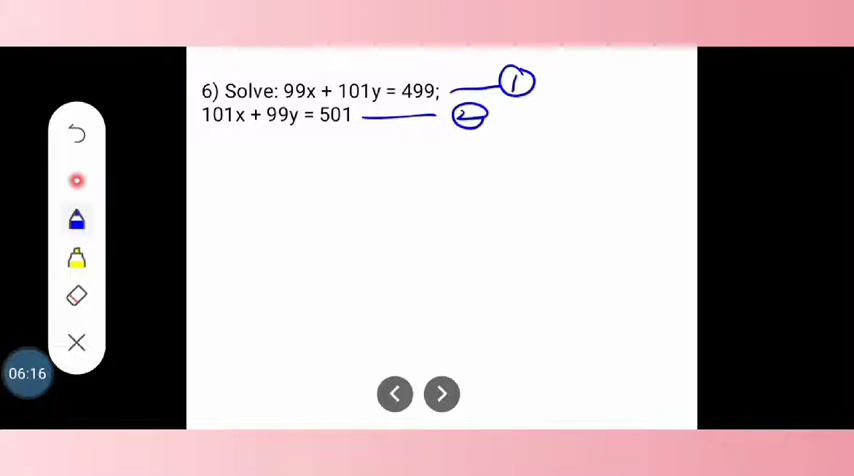 6) Solve: 99x + 101y = 499; 1
101x + 99y = 501 2
06:16